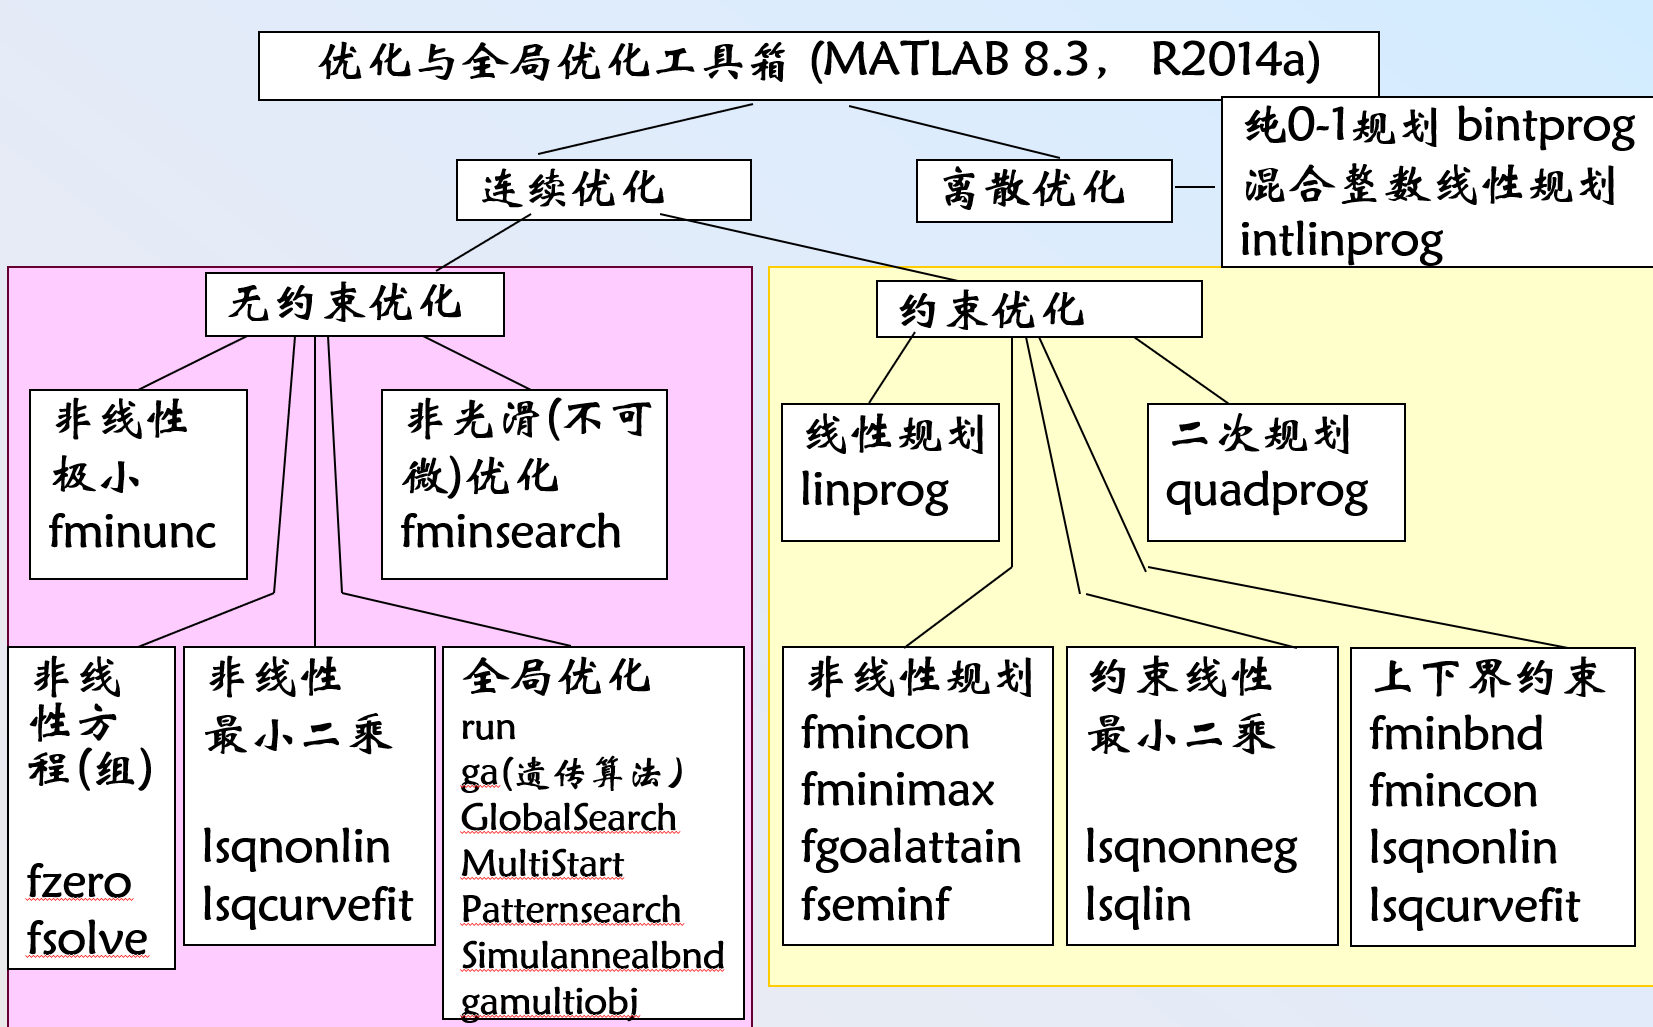 优化与全局优化工具箱 (MATLAB 8.3， R2014a)
纯0-1规划 bintprog
混合整数线性规划
intlinprog
连续优化
离散优化
无约束优化
约束优化
非线性
极小
fminunc
非光滑(不可
微)优化
fminsearch
线性规划
linprog
二次规划
quadprog
非线
性方
程(组)
fzero
fsolve
非线性
最小二乘
lsqnonlin
lsqcurvefit
全局优化
run
ga(遗传算法）
GlobalSearch
MultiStart
Patternsearch
Simulannealbnd
gamultiobj
非线性规划
fmincon
fminimax
fgoalattain
fseminf
约束线性
最小二乘
lsqnonneg
lsqlin
上下界约束
fminbnd
fmincon
lsqnonlin
lsqcurvefit